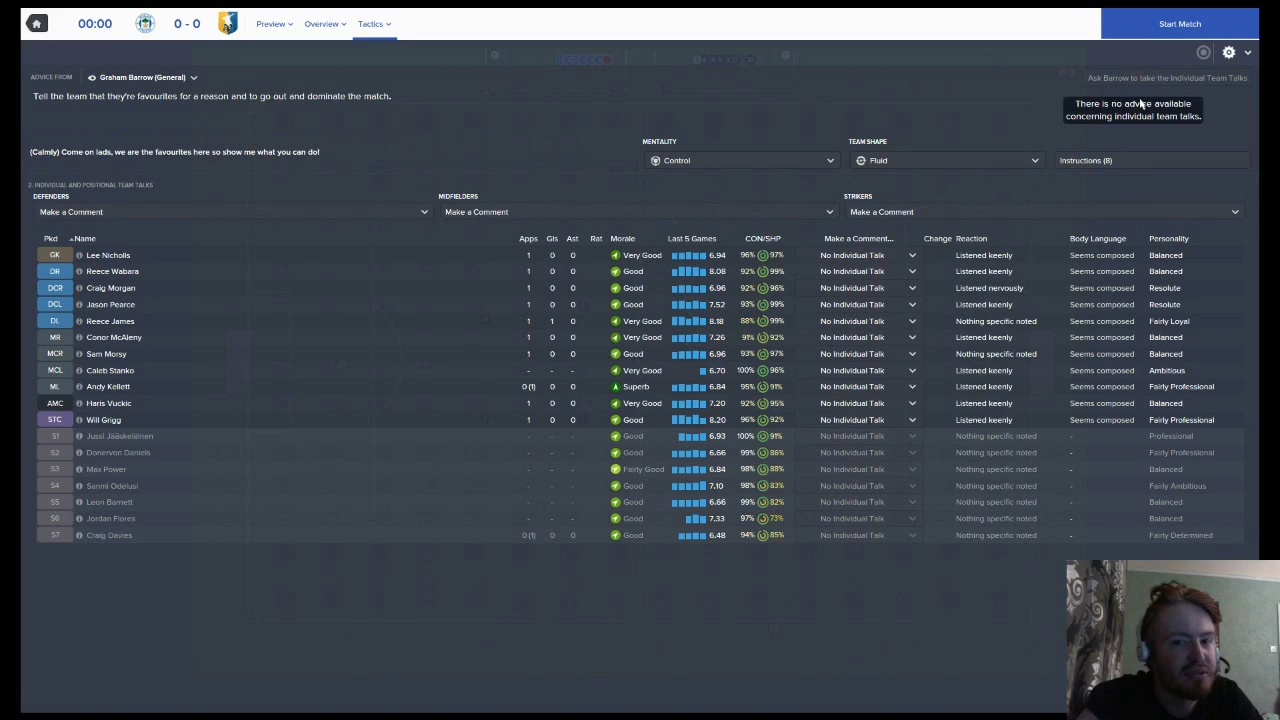 00:00 0 - 0 Preview Overview Tactics Start Match
ADVICE FROM Graham Barrow (General) Ask Barrow to take the Individual Team Talks
Tell the team that they're favourites for a reason and to go out and dominate the match.
There is no advice available
concerning individual team talks.
MENTALITY TEAM SHAPE
(Calmly) Come on lads, we are the favourites here so show me what you can do! Control Fluid Instructions (8)
2. INDIVIDUAL AND POSITIONAL TEAM TALKS
DEFENDERS MIDFIELDERS STRIKERS
Make a Comment Make a Comment Make a Comment
Pkd Name Apps Gls Ast Rat Morale Last 5 Games CON/SHP Make a Comment... Change Reaction Body Language Personality
GK Lee Nicholls 1 0 0 Very Good 6.94 96% 97% No Individual Talk Listened keenly Seems composed Balanced
DR Reece Wabara 1 0 0 Good 8.08 92% 99% No Individual Talk Listened keenly Seems composed Balanced
DCR Craig Morgan 1 0 0 Good 6.96 92% 96% No Individual Talk Listened nervously Seems composed Resolute
DCL Jason Pearce 1 0 0 Good 7.52 93% 99% No Individual Talk Listened keenly Seems composed Resolute
DL Reece James 1 1 0 Very Good 8.18 88% 99% No Individual Talk Nothing specific noted Seems composed Fairly Loyal
MR Conor McAleny 1 0 0 Very Good 7.26 91% 92% No Individual Talk Listened keenly Seems composed Balanced
MCR Sam Morsy 1 0 0 Good 6.96 93% 97% No Individual Talk Nothing specific noted Seems composed Balanced
MCL Caleb Stanko - - - Very Good 6.70 100% 96% No Individual Talk Listened keenly Seems composed Ambitious
ML Andy Kellett 0 (1) 0 0 Superb 6.84 95% 91% No Individual Talk Listened keenly Seems composed Fairly Professional
AMC Haris Vuckic 1 0 0 Very Good 7.20 92% 95% No Individual Talk Listened keenly Seems composed Balanced
STC Will Grigg 1 0 0 Good 8.20 96% 92% No Individual Talk Listened keenly Seems composed Fairly Professional
S1 Jussi Jääskeläinen - - - Good 6.93 100% 91% No Individual Talk Nothing specific noted - Professional
S2 Donervon Daniels - - - Good 6.66 99% 86% No Individual Talk Nothing specific noted - Fairly Professional
S3 Max Power - - - Fairly Good 6.84 98% 88% No Individual Talk Nothing specific noted - Balanced
S4 Sanmi Odelusi - - - Good 7.10 98% 83% No Individual Talk Nothing specific noted - Fairly Ambitious
S5 Leon Barnett - - - Good 6.66 99% 82% No Individual Talk Nothing specific noted - Balanced
S6 Jordan Flores - - - Good 7.33 97% 73% No Individual Talk Nothing specific noted - Balanced
S7 Craig Davies 0 (1) 0 0 Good 6.48 94% 85% No Individual Talk Nothing specific noted - Fairly Determined